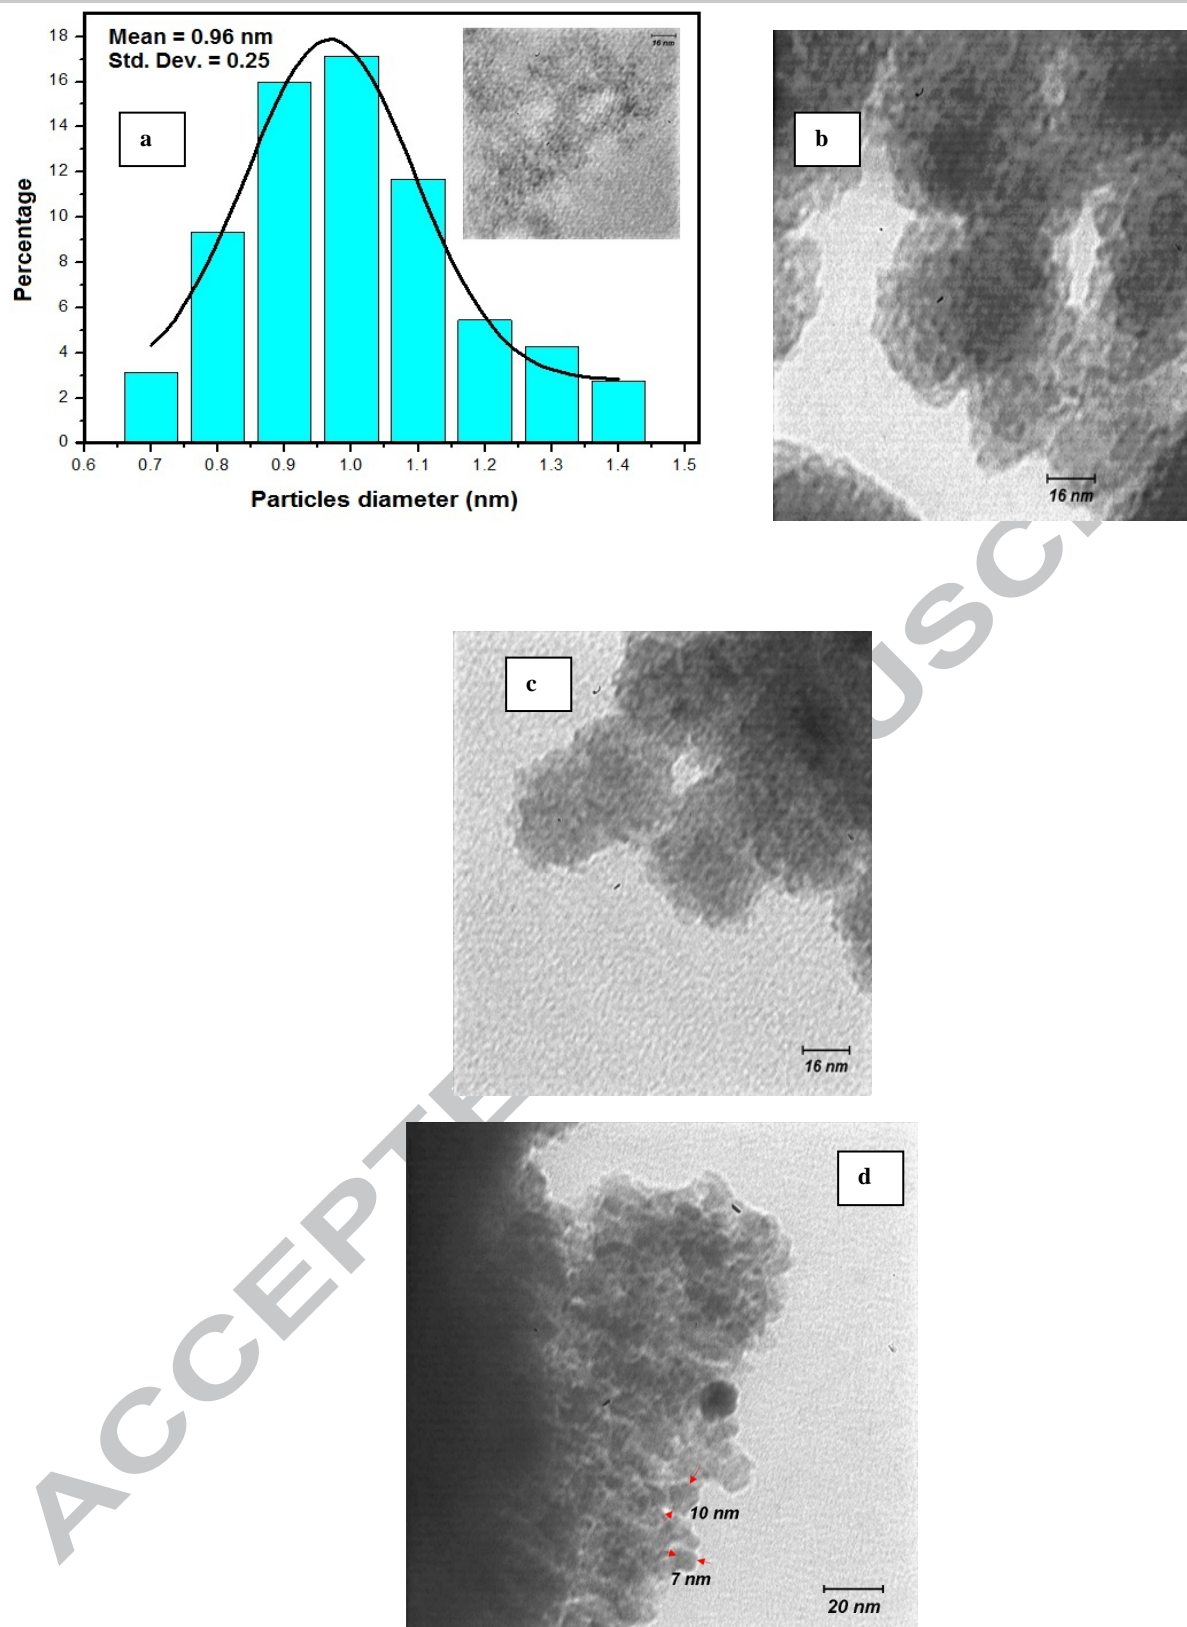 Mean = 0.96 nm
Std. Dev. = 0.25
a
16 nm
18
16
14
12
10
8
6
4
2
0
Percentage
0.6 0.7 0.8 0.9 1.0 1.1 1.2 1.3 1.4 1.5
Particles diameter (nm)
b
16 nm
c
16 nm
d
10 nm
7 nm
20 nm